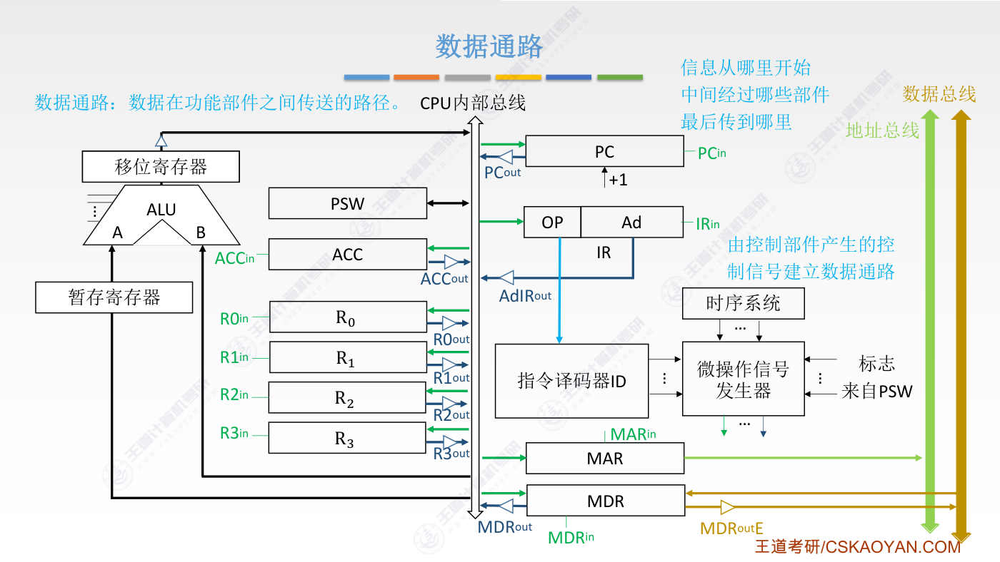 数据通路
数据通路：数据在功能部件之间传送的路径。
CPU内部总线
信息从哪里开始
中间经过哪些部件
最后传到哪里
数据总线
地址总线
移位寄存器
ALU
A
B
暂存寄存器
PSW
ACC
ACCin
ACCout
R0
R0in
R0out
R1
R1in
R1out
R2
R2in
R2out
R3
R3in
R3out
PC
PCin
PCout
+1
OP
Ad
IRin
IR
AdIRout
由控制部件产生的控
制信号建立数据通路
时序系统
...
指令译码器ID
⋮
微操作信号
发生器
⋮
标志
来自PSW
...
MARin
MAR
MDR
MDRout
MDRin
MDRoutE
⋮
王道考研/CSKAOYAN.COM
王道计算机考研